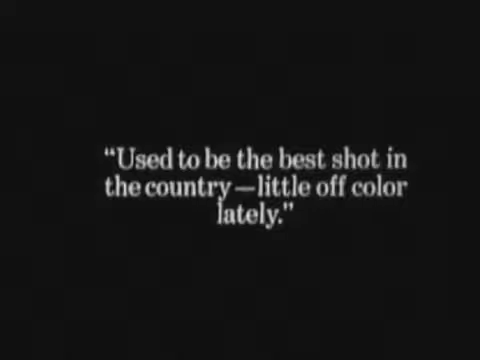 “Used to be the best shot in
the country—little off color
lately.”